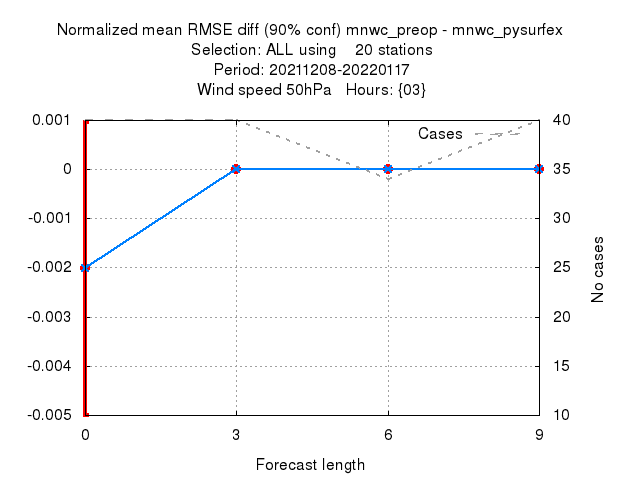 Normalized mean RMSE diff (90% conf) mnwc_preop - mnwc_pysurfex
Selection: ALL using    20 stations
Period: 20211208-20220117
Wind speed 50hPa   Hours: {03}
0.001
0
-0.001
-0.002
-0.003
-0.004
-0.005
Cases
40
35
30
25
20
15
10
No cases
0 3 6 9
Forecast length